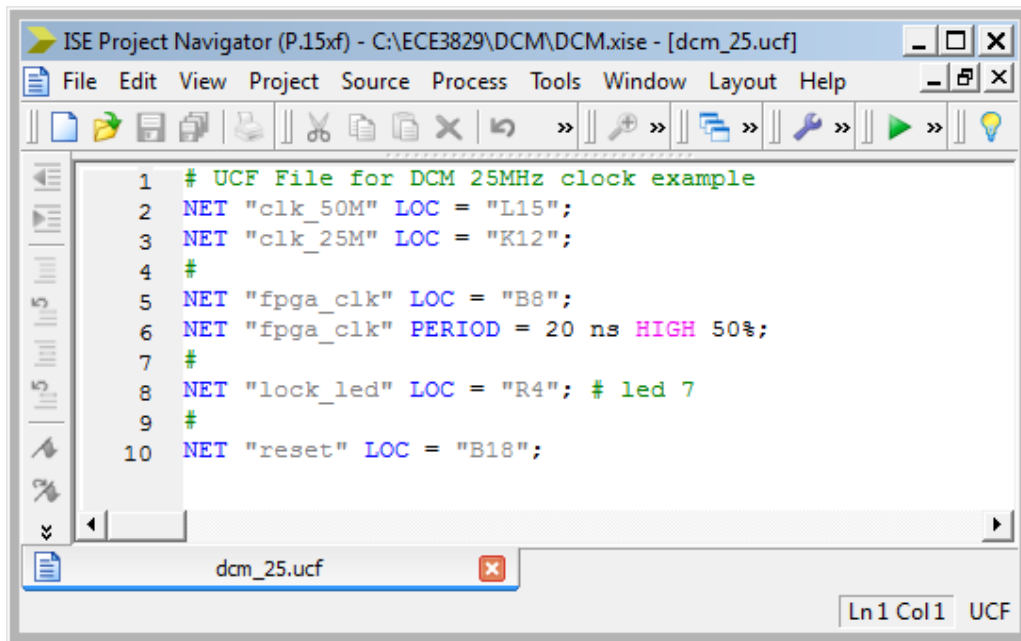 ISE Project Navigator (P.15xf) - C:\ECE3829\DCM\DCM.xise - [dcm_25.ucf]
File Edit View Project Source Process Tools Window Layout Help
1 # UCF File for DCM 25MHz clock example
2 NET "clk_50M" LOC = "L15";
3 NET "clk_25M" LOC = "K12";
4 #
5 NET "fpga_clk" LOC = "B8";
6 NET "fpga_clk" PERIOD = 20 ns HIGH 50%;
7 #
8 NET "lock_led" LOC = "R4"; # led 7
9 #
10 NET "reset" LOC = "B18";
dcm_25.ucf
Ln 1 Col 1 UCF